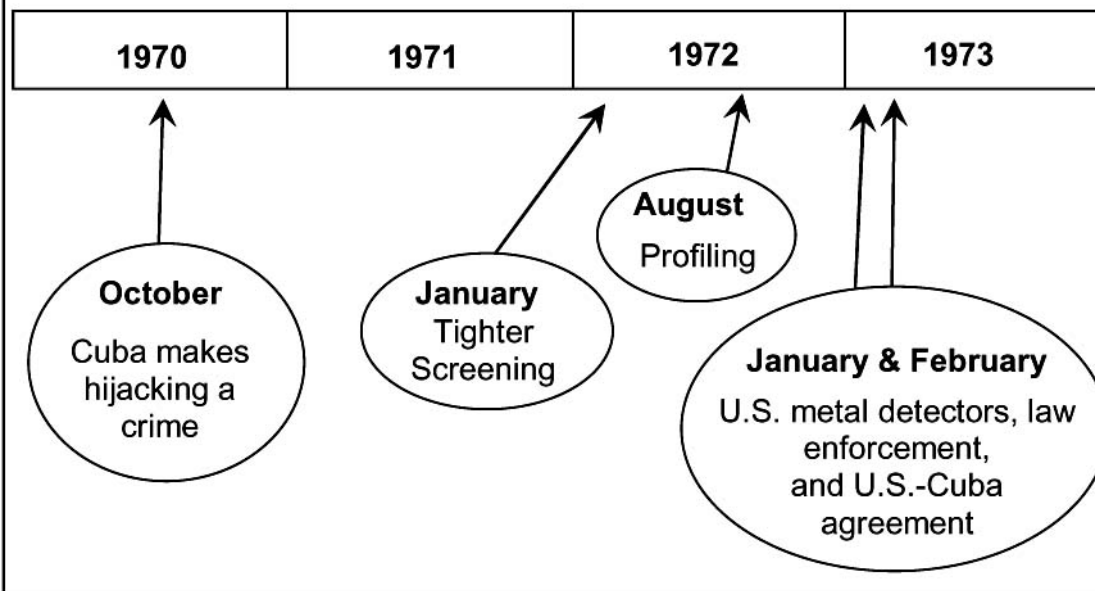 1970
1971
1972
1973
October
Cuba makes
hijacking a
crime
January
Tighter
Screening
August
Profiling
January & February
U.S. metal detectors, law
enforcement,
and U.S.-Cuba
agreement